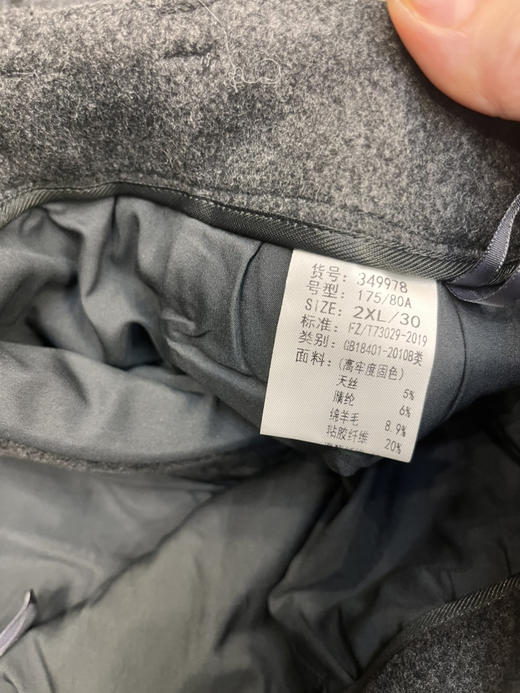 货号: 349978
号型: 175/80A
SIZE: 2XL/30
标准: FZ/T73029-2019
类别: GB18401-2010B类
面料: (高牢度固色)
天丝 5%
腈纶 6%
绵羊毛 8.9%
粘胶纤维 20%